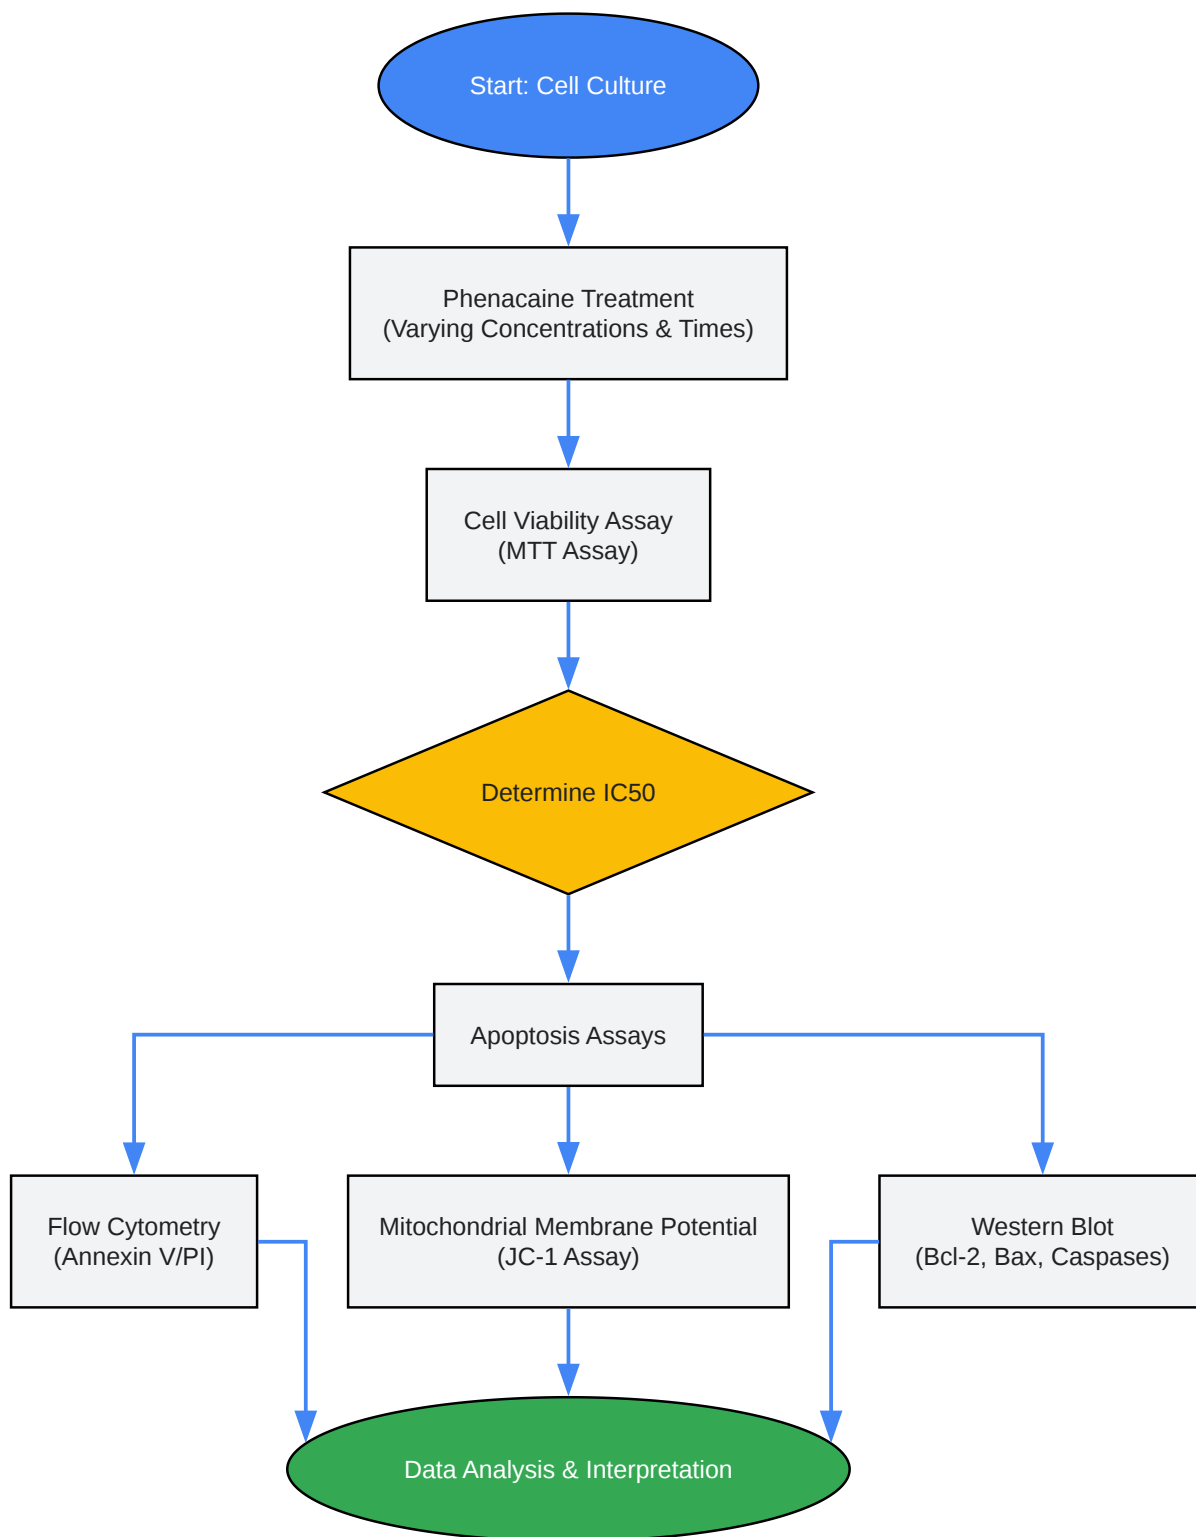 Start: Cell Culture
Phenacaine Treatment
(Varying Concentrations & Times)
Cell Viability Assay
(MTT Assay)
Determine IC50
Apoptosis Assays
Flow Cytometry
(Annexin V/PI)
Mitochondrial Membrane Potential
(JC-1 Assay)
Western Blot
(Bcl-2, Bax, Caspases)
Data Analysis & Interpretation